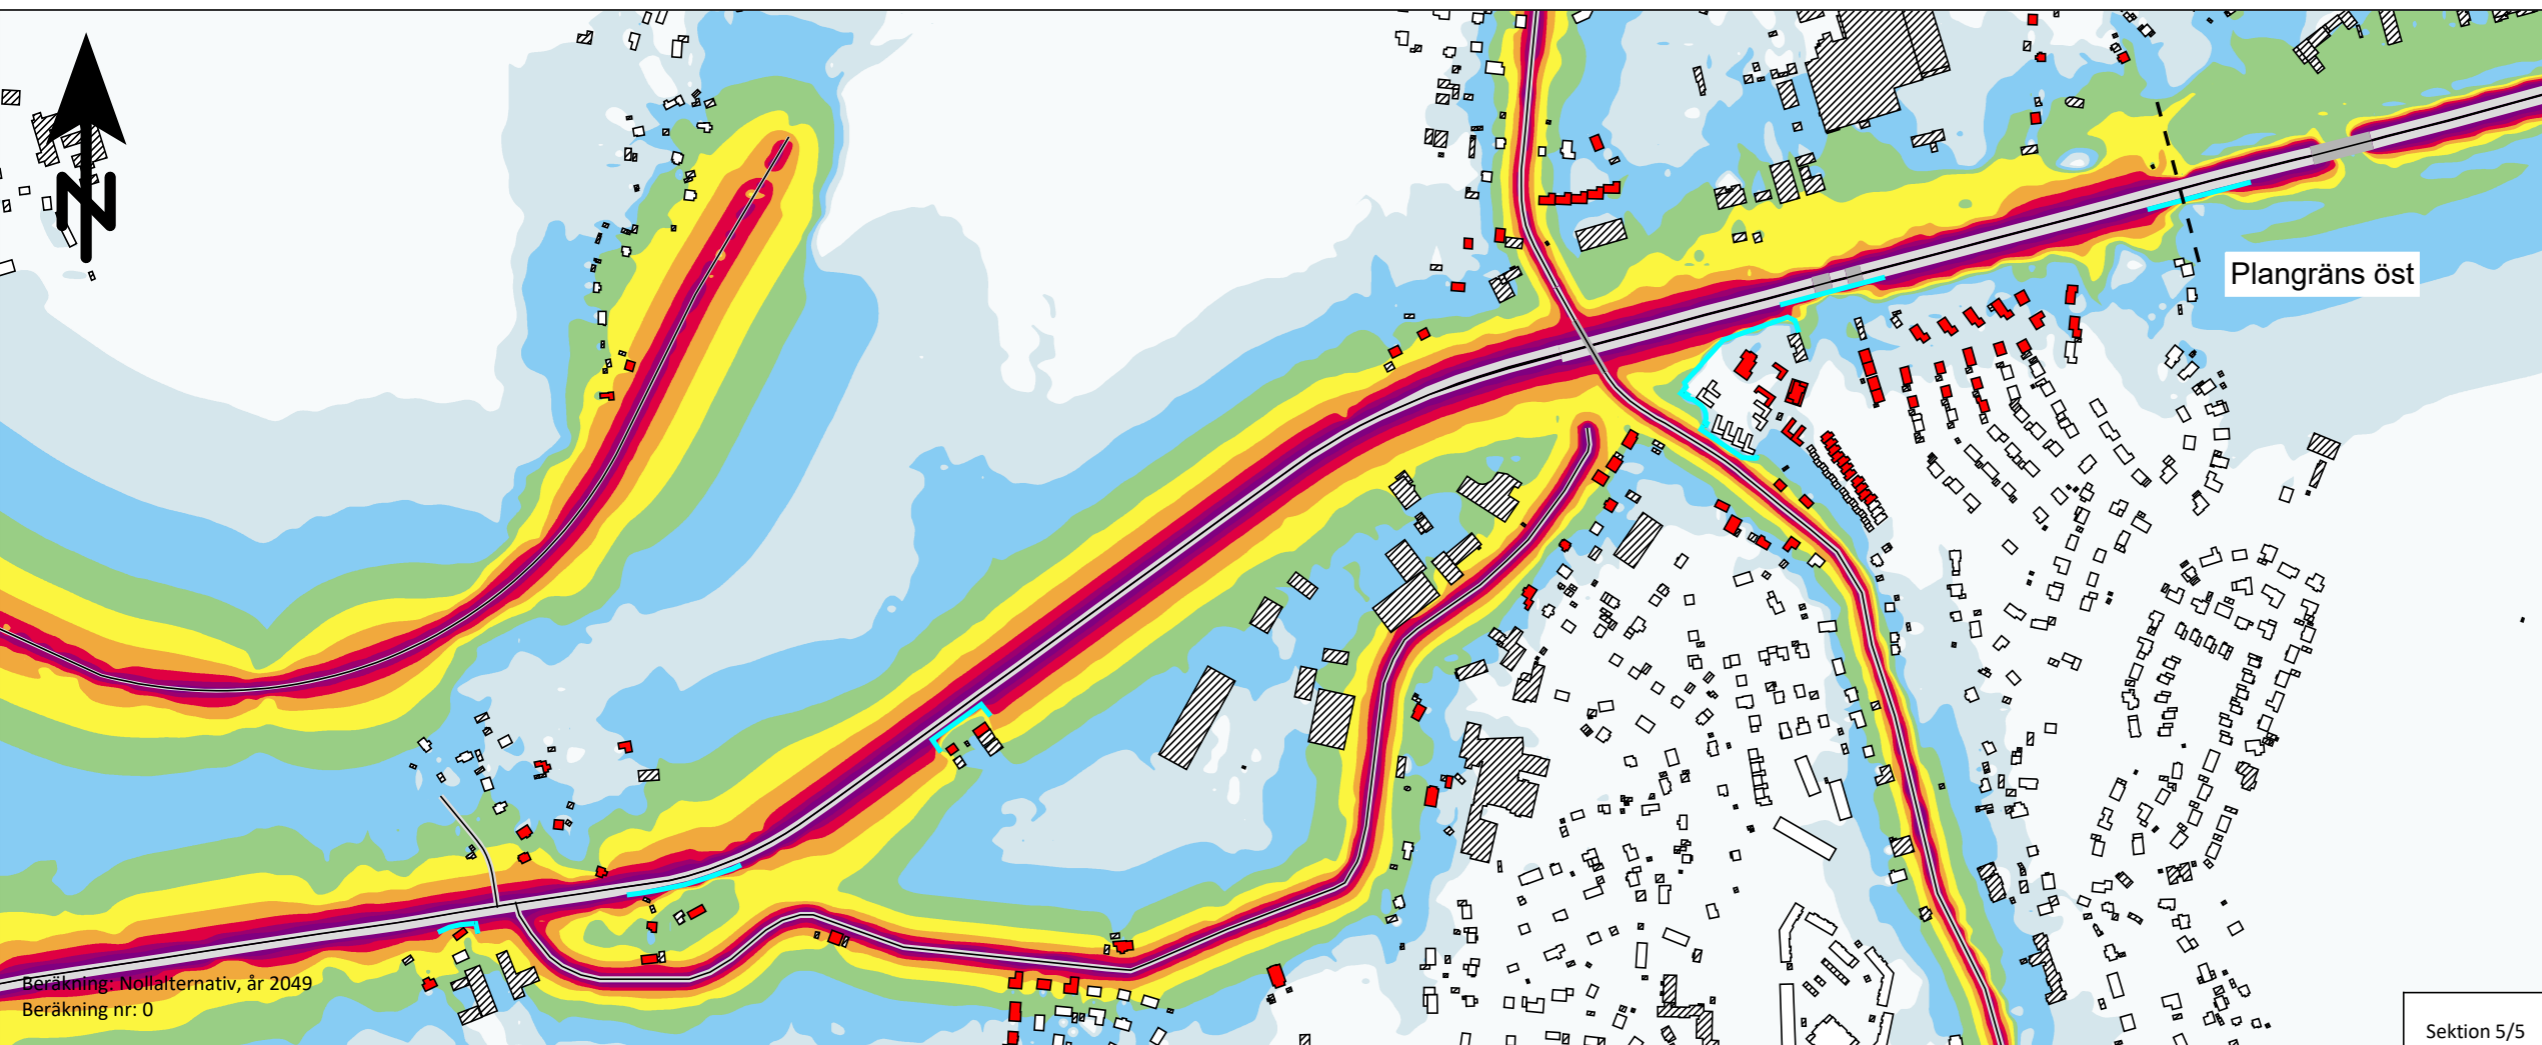 N
Plangräns öst
Beräkning: Nollalternativ, år 2049
Beräkning nr: 0
Sektion 5/5